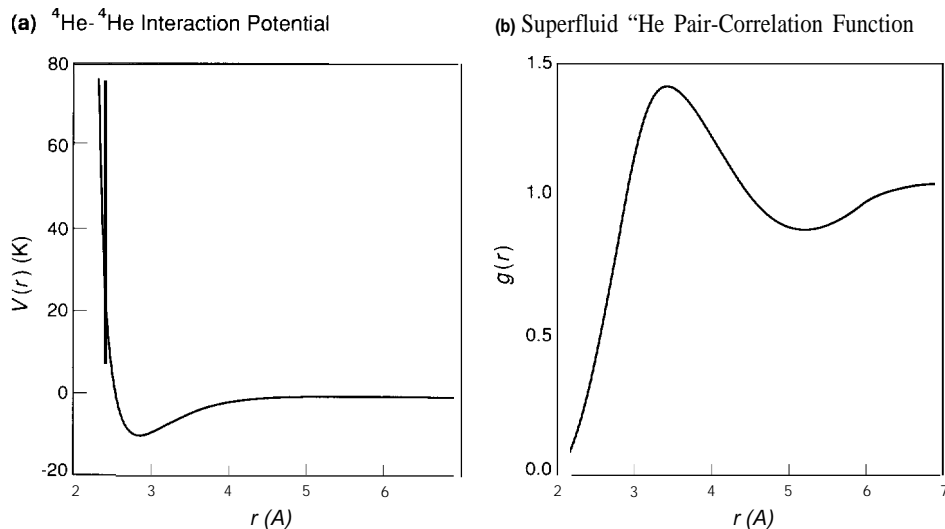 (a) ⁴He-⁴He Interaction Potential
80
60
40
20
0
-20
V(r) (K)
2 3 4 5 6
r (A)
(b) Superfluid “He Pair-Correlation Function
1.5
1.0
0.5
0.0
g(r)
2 3 4 5 6 7
r (A)